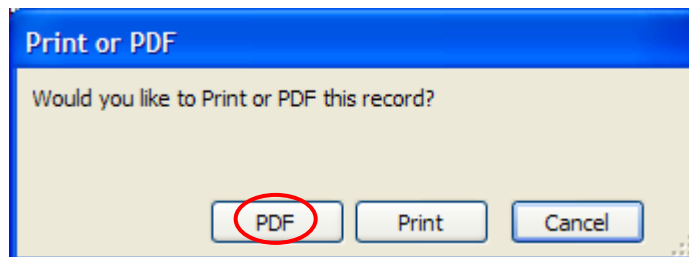 Print or PDF
Would you like to Print or PDF this record?
PDF Print Cancel